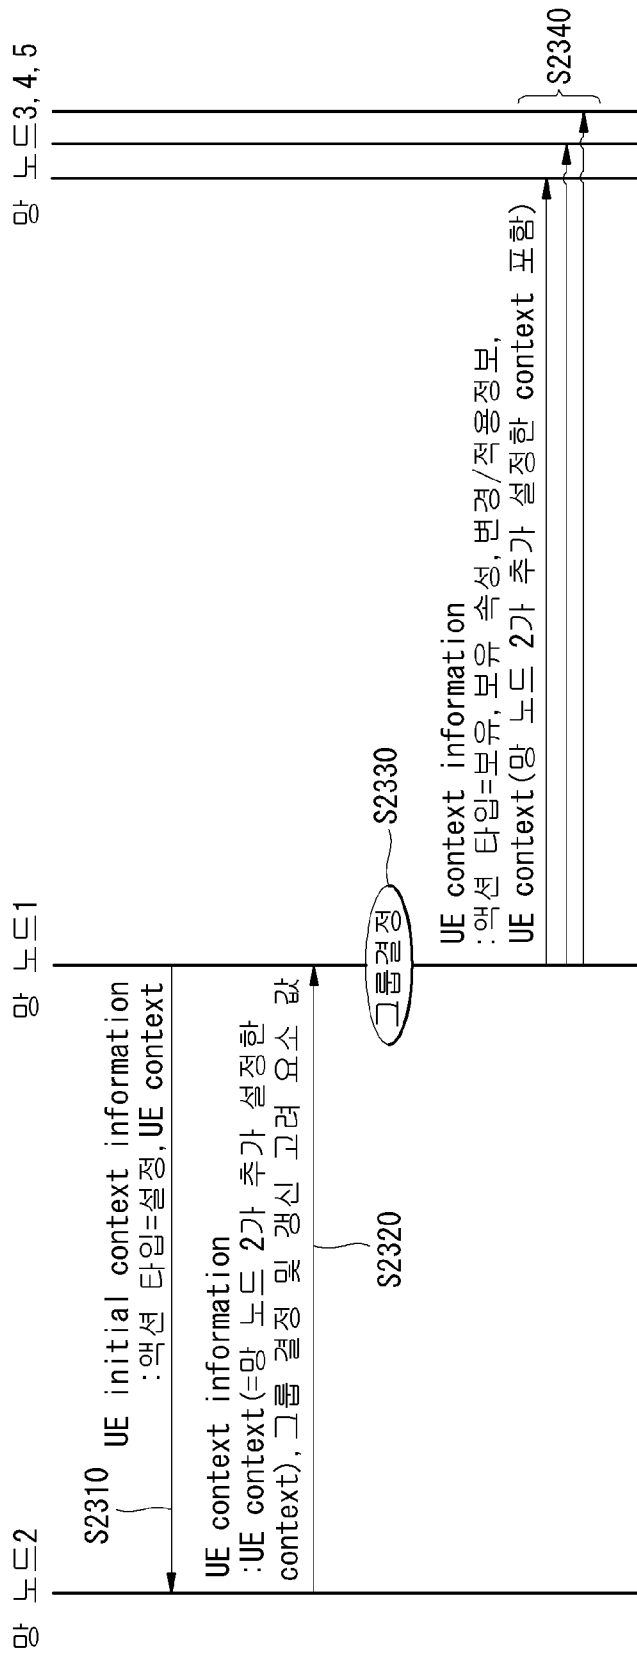 망 노드2
망 노드1
망 노드3, 4, 5
S2310
UE initial context information
:액션 타입=설정, UE context
UE context information
:UE context(=망 노드 2가 추가 설정한
context), 그룹 결정 및 갱신 고려 요소 값
S2320
그룹결정
S2330
UE context information
:액션 타입=보유, 보유 속성, 변경/적용정보,
UE context(망 노드 2가 추가 설정한 context 포함)
S2340